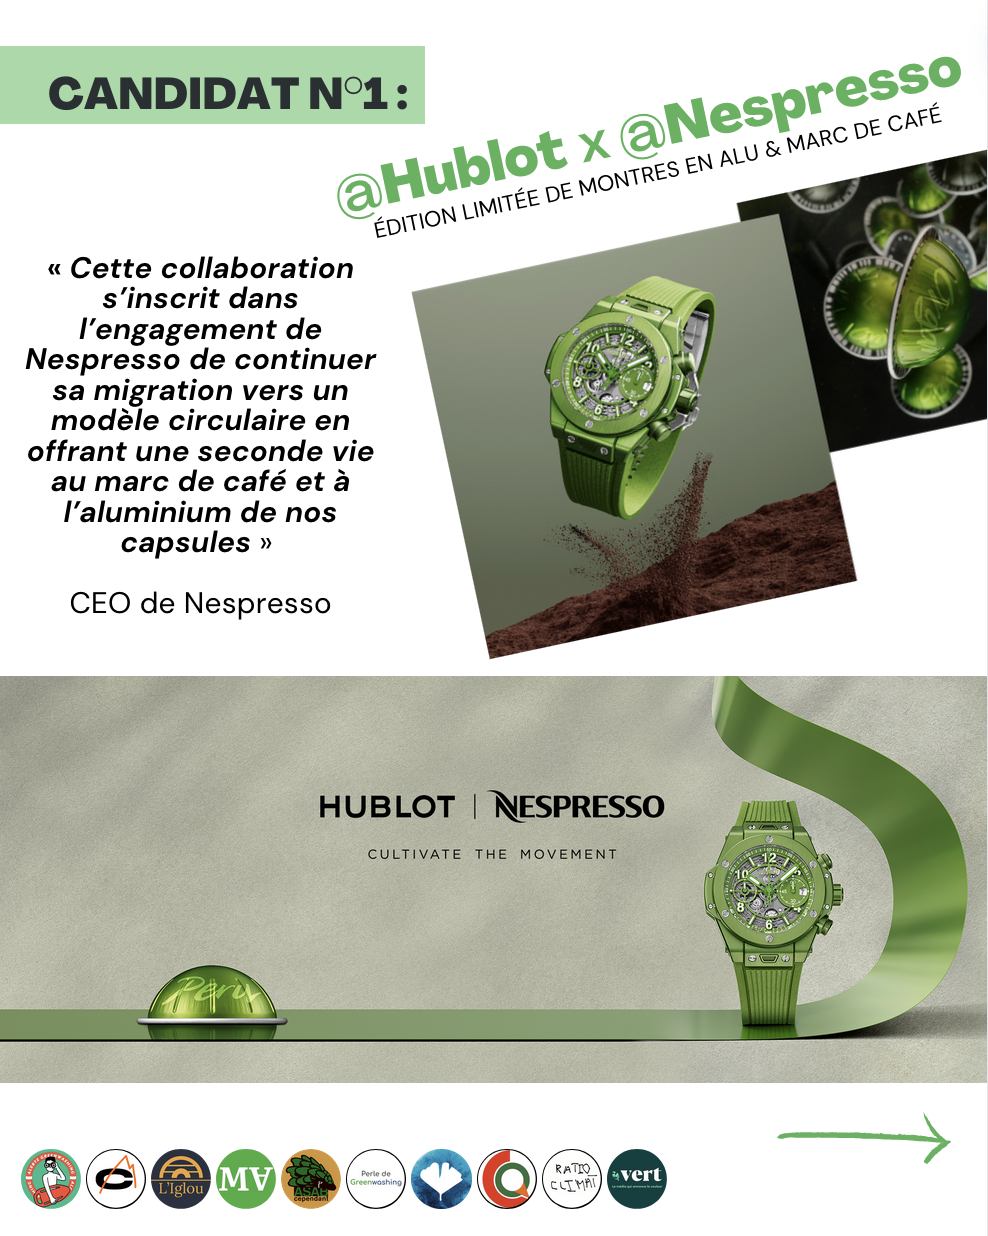 CANDIDAT N°1 :
@Hublot x @Nespresso
ÉDITION LIMITÉE DE MONTRES EN ALU & MARC DE CAFÉ
« Cette collaboration
s’inscrit dans
l’engagement de
Nespresso de continuer
sa migration vers un
modèle circulaire en
offrant une seconde vie
au marc de café et à
l’aluminium de nos
capsules »
CEO de Nespresso
HUBLOT | NESPRESSO
CULTIVATE THE MOVEMENT
Peru
L'Iglou
ASAH
cependant
Perle de
Greenwashing
RATIO
CLIMAT
vert